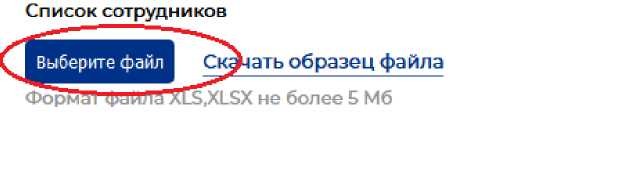 Список сотрудников
Выберите файл Скачать образец файла
Формат файла XLS,XLSX не более 5 Мб